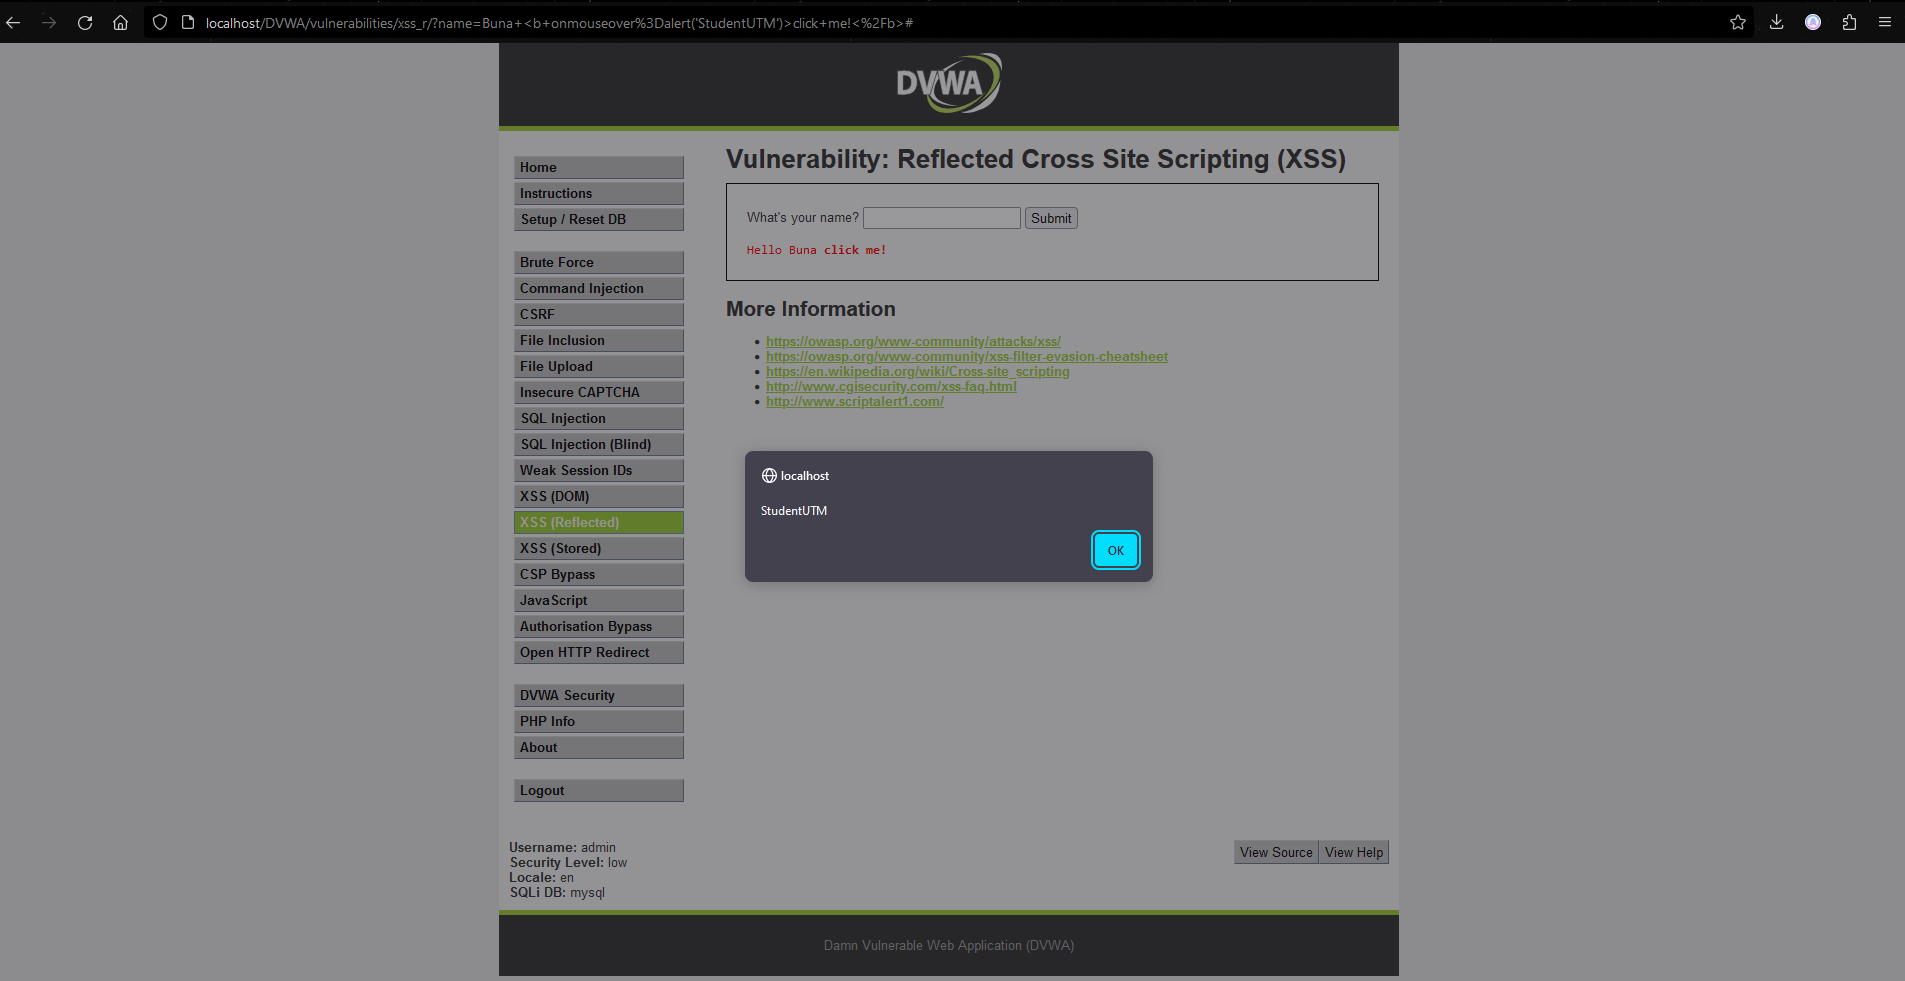 localhost/DVWA/vulnerabilities/xss_r/?name=Buna+<b+onmouseover%3Dalert('StudentUTM')>click+me!<%2Fb>#
DVWA
Home
Instructions
Setup / Reset DB
Brute Force
Command Injection
CSRF
File Inclusion
File Upload
Insecure CAPTCHA
SQL Injection
SQL Injection (Blind)
Weak Session IDs
XSS (DOM)
XSS (Reflected)
XSS (Stored)
CSP Bypass
JavaScript
Authorisation Bypass
Open HTTP Redirect
DVWA Security
PHP Info
About
Logout
Vulnerability: Reflected Cross Site Scripting (XSS)
What's your name? Submit
Hello Buna click me!
More Information
• https://owasp.org/www-community/attacks/xss/
• https://owasp.org/www-community/xss-filter-evasion-cheatsheet
• https://en.wikipedia.org/wiki/Cross-site_scripting
• http://www.cgisecurity.com/xss-faq.html
• http://www.scriptalert1.com/
localhost
StudentUTM
OK
Username: admin
Security Level: low
Locale: en
SQLi DB: mysql
View Source View Help
Damn Vulnerable Web Application (DVWA)